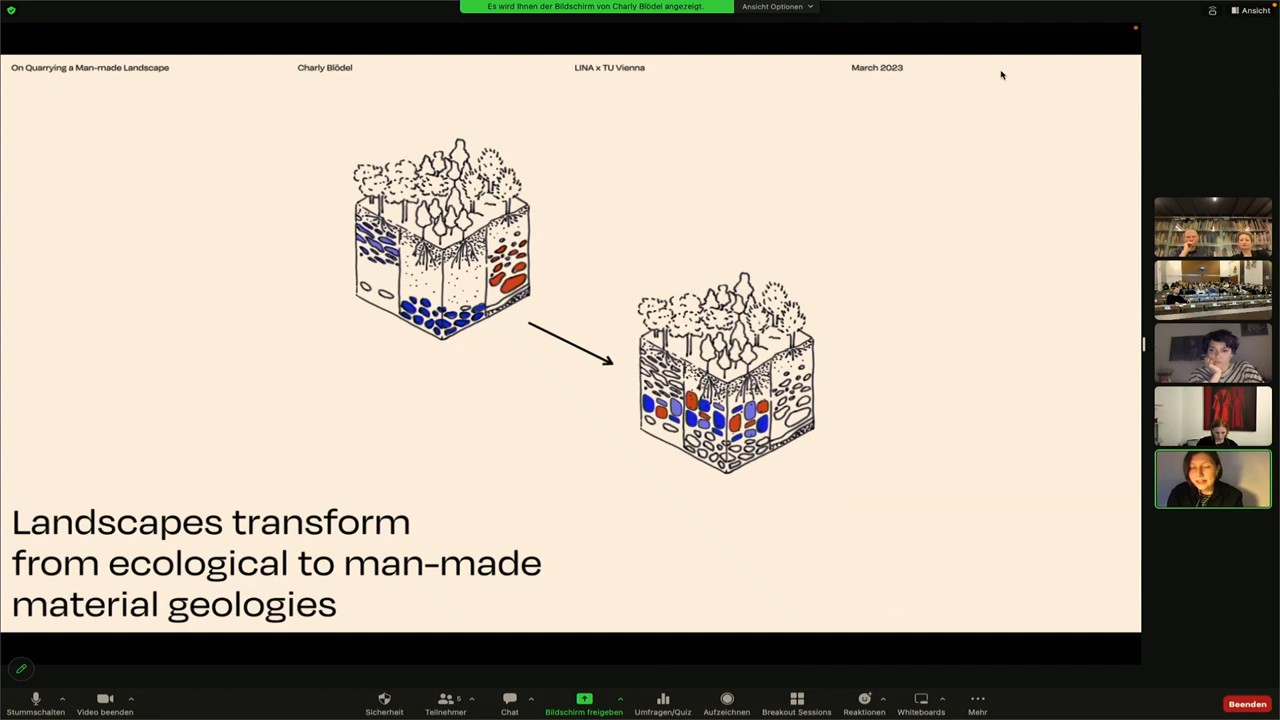 Es wird Ihnen der Bildschirm von Charly Blödel angezeigt.
Ansicht Optionen
Ansicht
On Quarrying a Man-made Landscape
Charly Blödel
LINA x TU Vienna
March 2023
Landscapes transform
from ecological to man-made
material geologies
Stummschalten
Video beenden
Sicherheit
Teilnehmer
6
Chat
Bildschirm freigeben
Umfragen/Quiz
Aufzeichnen
Breakout Sessions
Reaktionen
Whiteboards
Mehr
Beenden